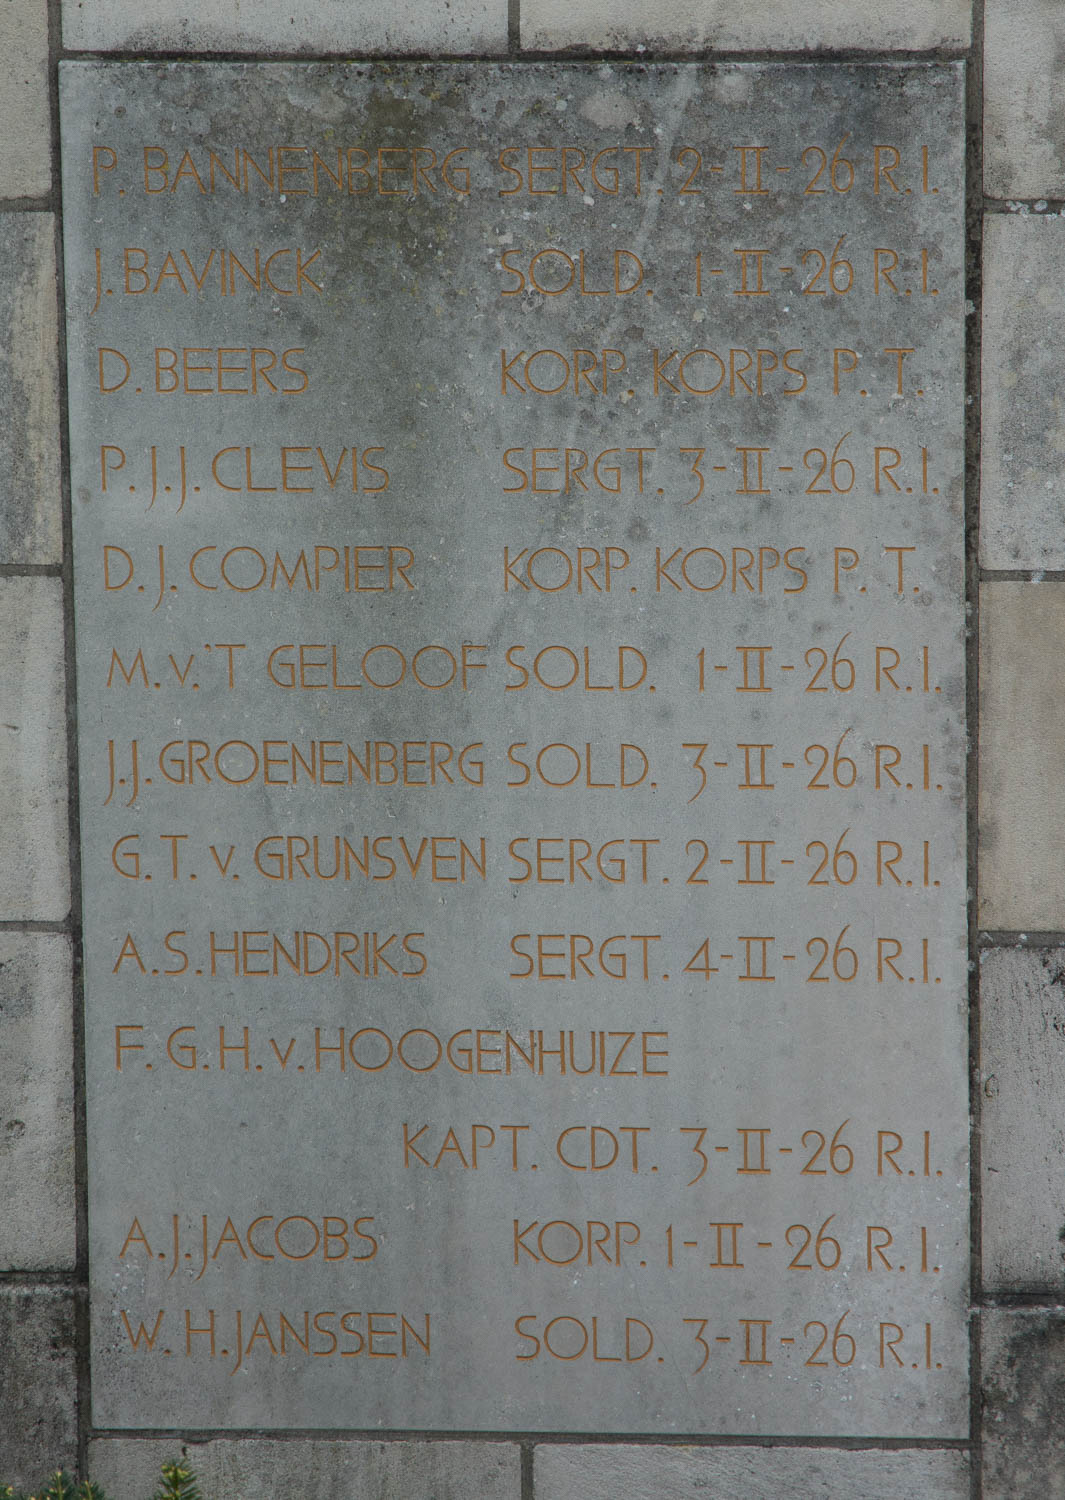 P. BANNENBERG SERGT. 2-II-26 R.I.
J. BAVINCK SOLD. 1-II-26 R.I.
D. BEERS KORP. KORPS P. T.
P. J.J. CLEVIS SERGT. 3-II-26 R.I.
D. J. COMPIER KORP. KORPS P. T.
M. v. 'T GELOOF SOLD. 1-II-26 R.I.
J.J. GROENENBERG SOLD. 3-II-26 R.I.
G. T. v. GRUNSVEN SERGT. 2-II-26 R.I.
A.S. HENDRIKS SERGT. 4-II-26 R.I.
F. G. H. v. HOOGENHUIZE
KAPT. CDT. 3-II-26 R.I.
A.J. JACOBS KORP. 1-II-26 R.I.
W. H. JANSSEN SOLD. 3-II-26 R.I.